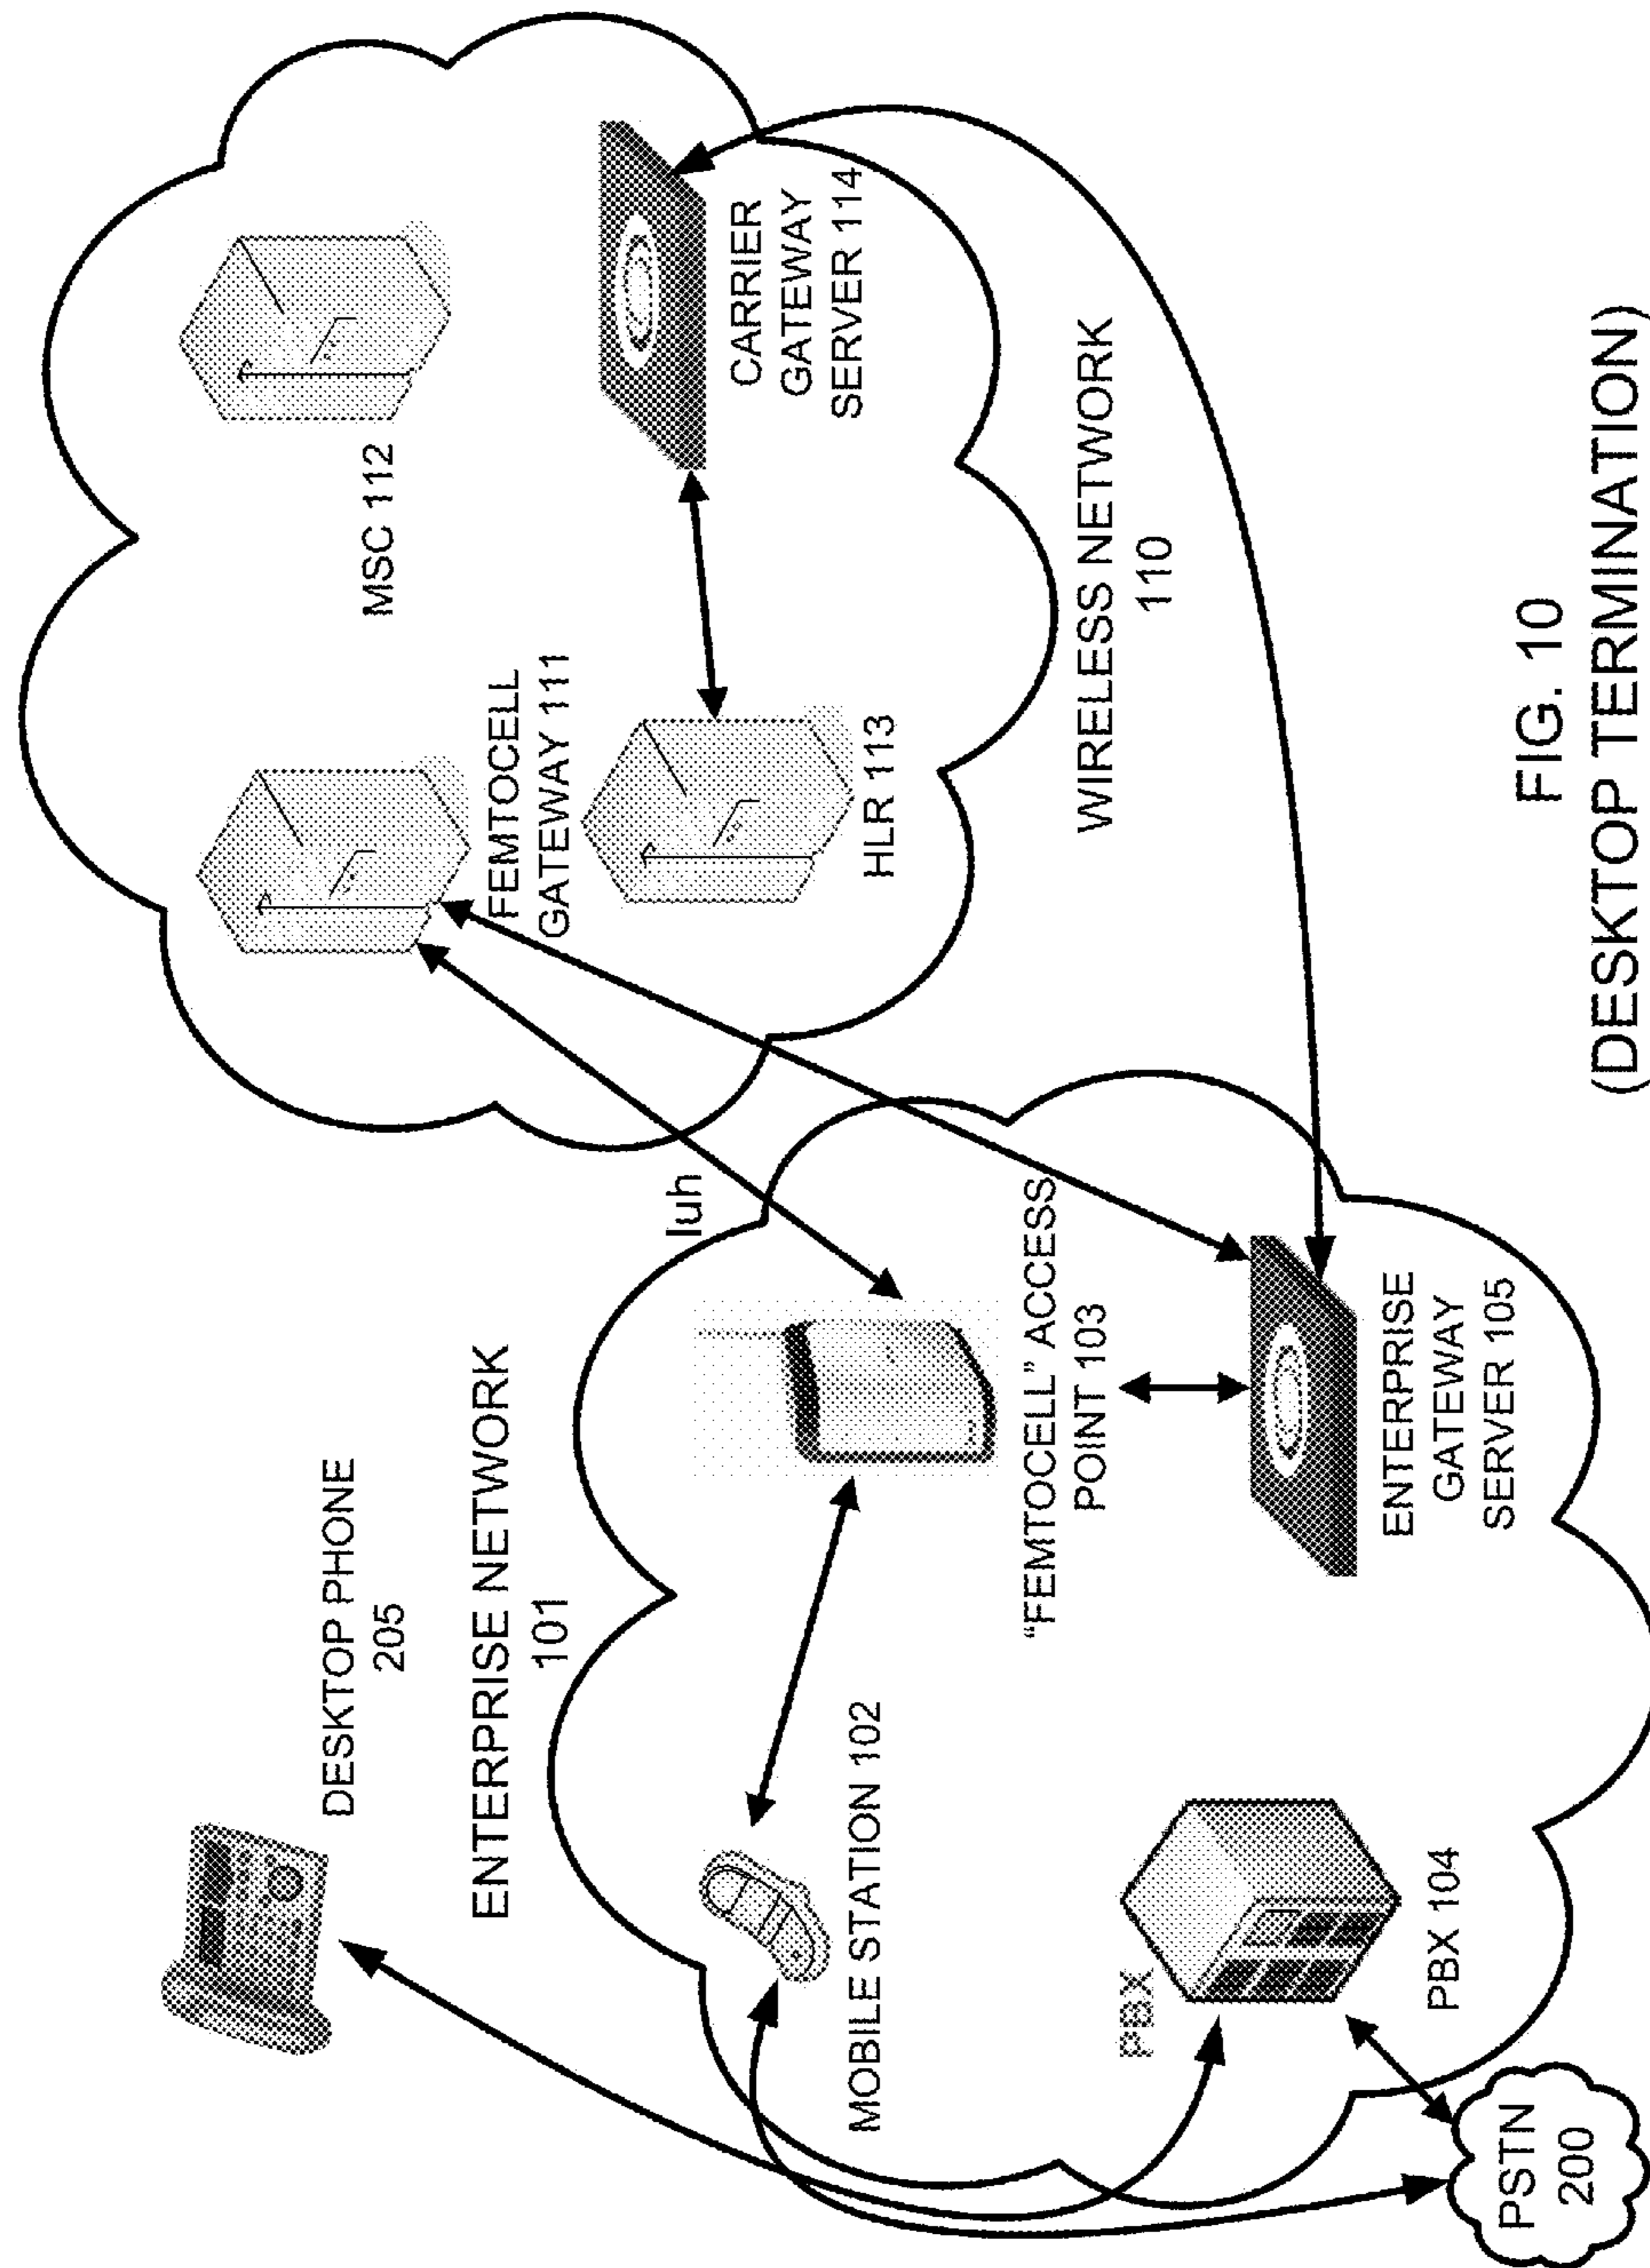 DESKTOP PHONE
205
ENTERPRISE NETWORK
101
MOBILE STATION 102
"FEMTOCELL" ACCESS
POINT 103
ENTERPRISE
GATEWAY
SERVER 105
PBX
PBX 104
PSTN
200
Iuh
FEMTOCELL
GATEWAY 111
MSC 112
HLR 113
CARRIER
GATEWAY
SERVER 114
WIRELESS NETWORK
110
FIG. 10
(DESKTOP TERMINATION)